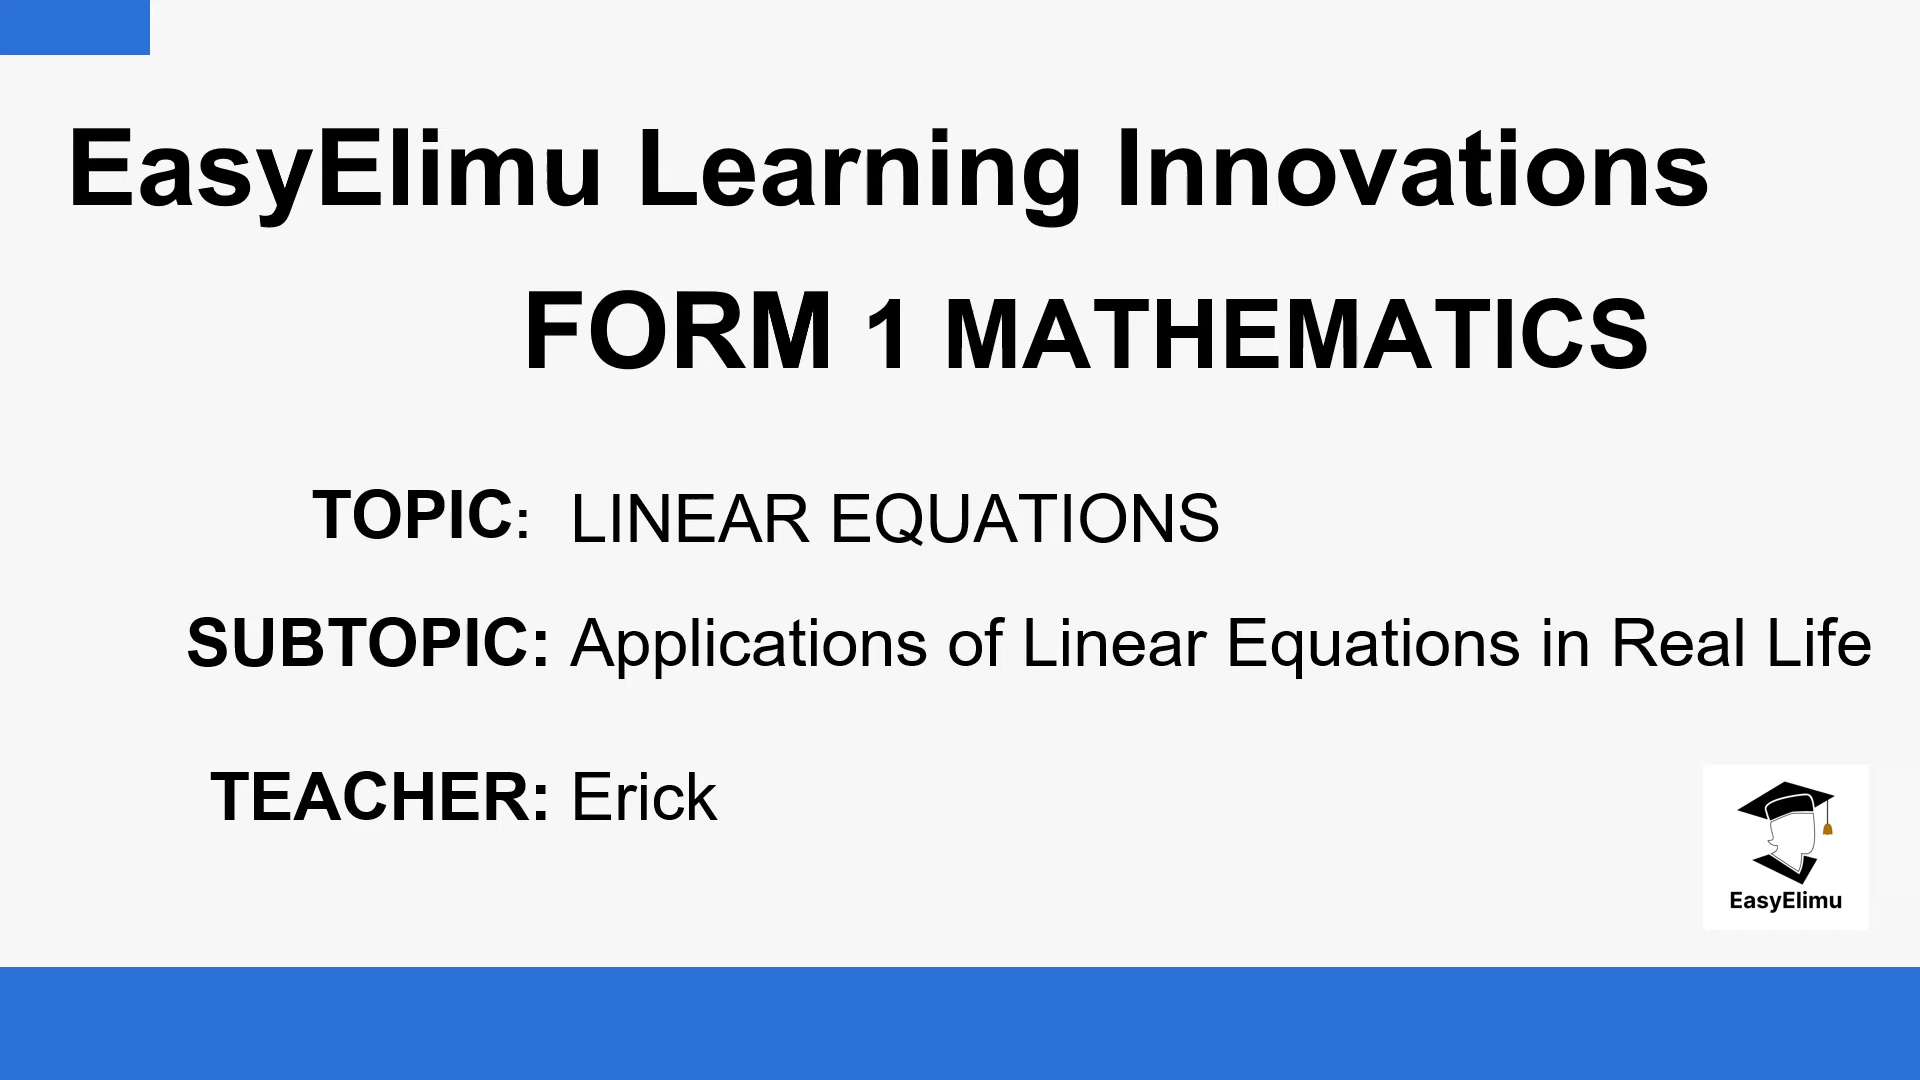 EasyElimu Learning Innovations
FORM 1 MATHEMATICS
TOPIC: LINEAR EQUATIONS
SUBTOPIC: Applications of Linear Equations in Real Life
TEACHER: Erick
EasyElimu